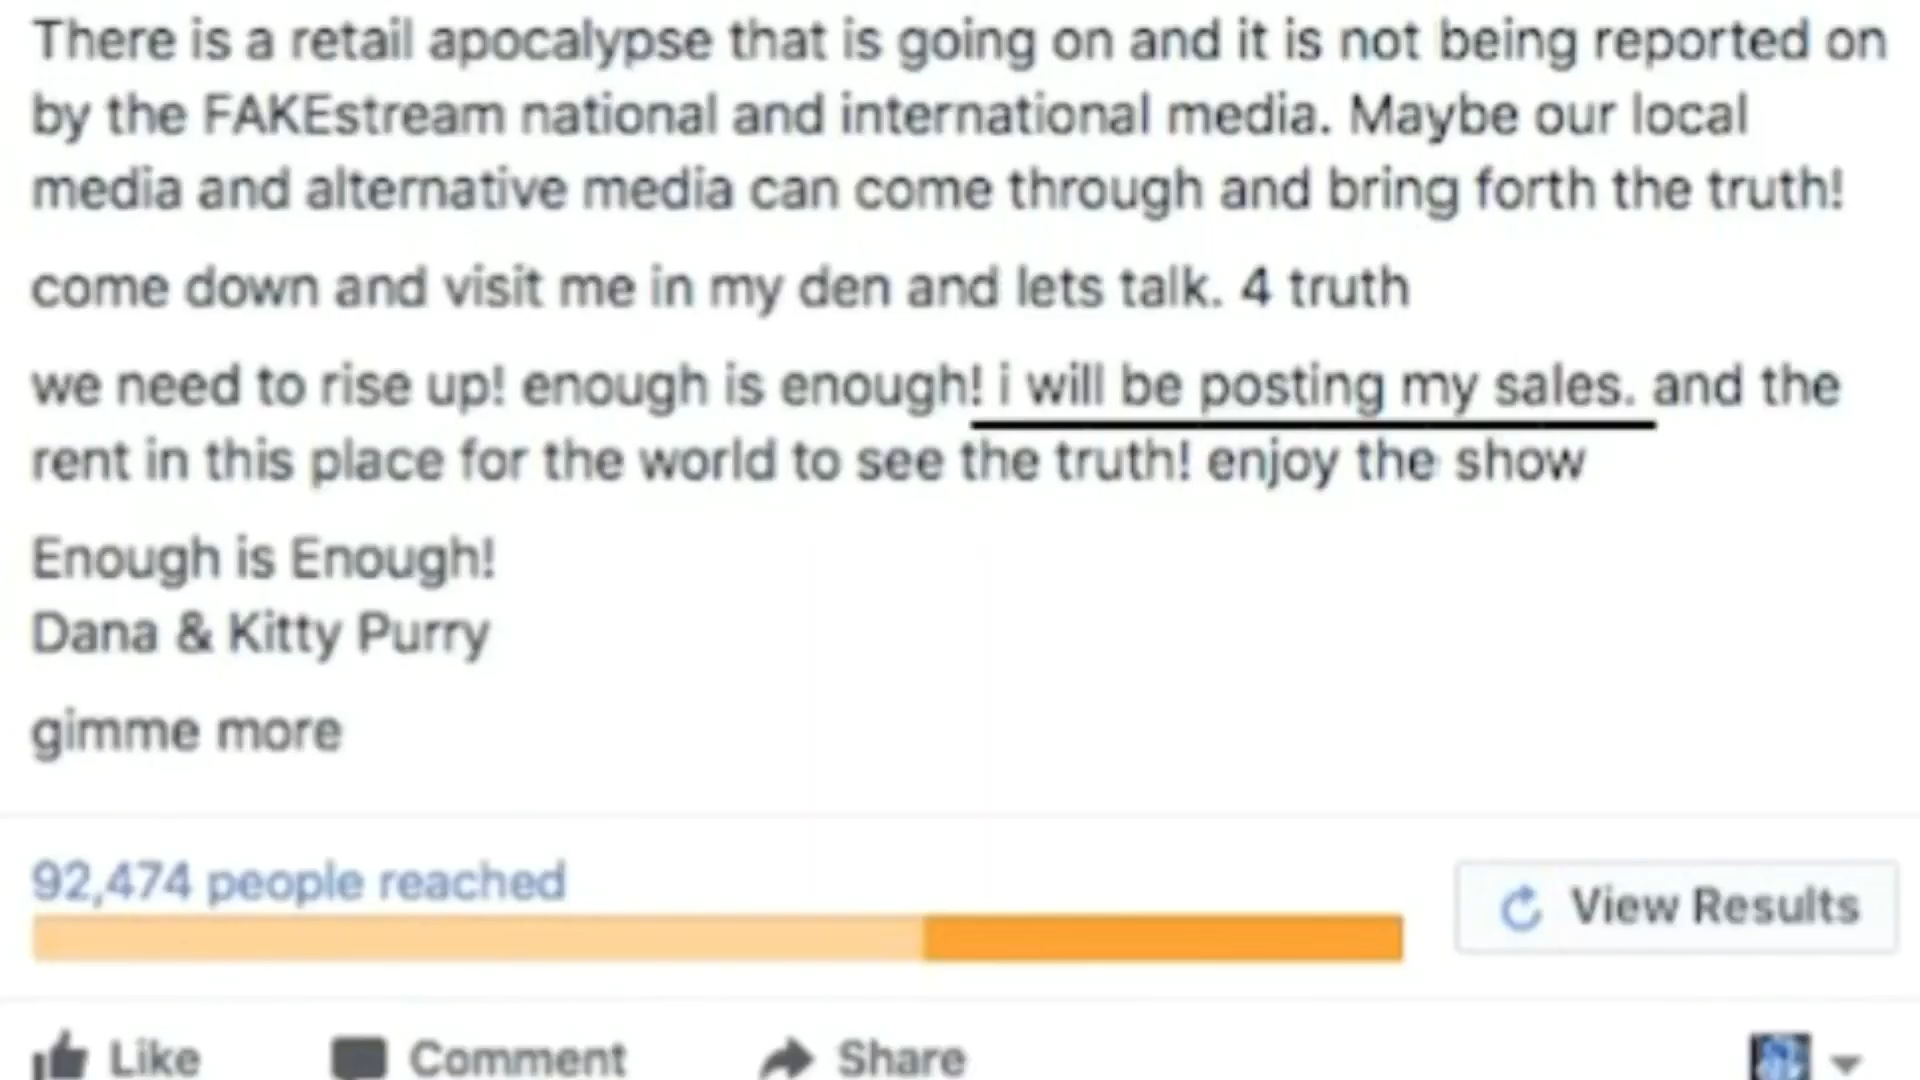 There is a retail apocalypse that is going on and it is not being reported on
by the FAKEstream national and international media. Maybe our local
media and alternative media can come through and bring forth the truth!
come down and visit me in my den and lets talk. 4 truth
we need to rise up! enough is enough! i will be posting my sales. and the
rent in this place for the world to see the truth! enjoy the show
Enough is Enough!
Dana & Kitty Purry
gimme more
92,474 people reached
View Results
Like Comment Share